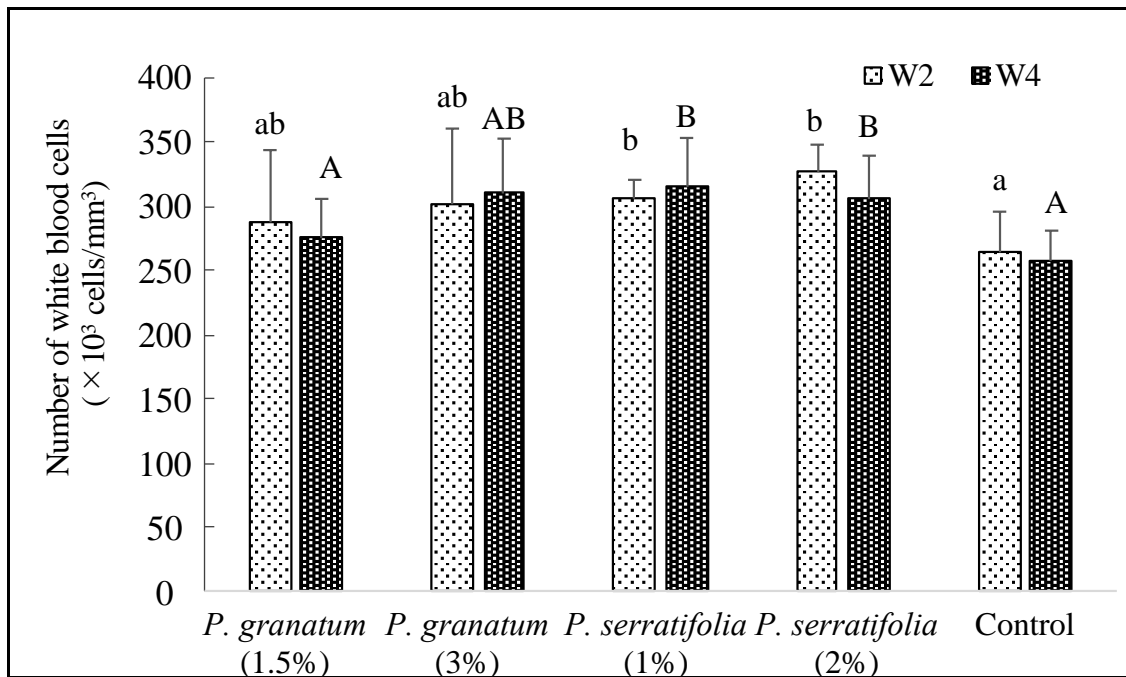 Number of white blood cells
(×10³ cells/mm³)
400
350
300
250
200
150
100
50
0
W2 W4
ab A
ab AB
b B
b B
a A
P. granatum P. granatum P. serratifolia P. serratifolia Control
(1.5%) (3%) (1%) (2%)